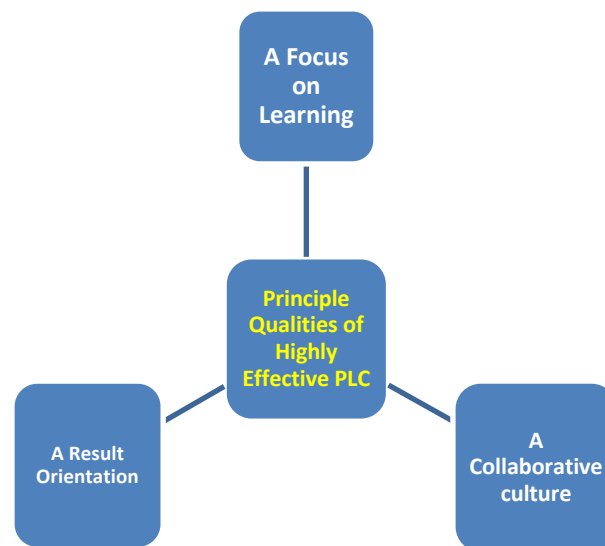 A Focus
on
Learning
Principle
Qualities of
Highly
Effective PLC
A Result
Orientation
A
Collaborative
culture